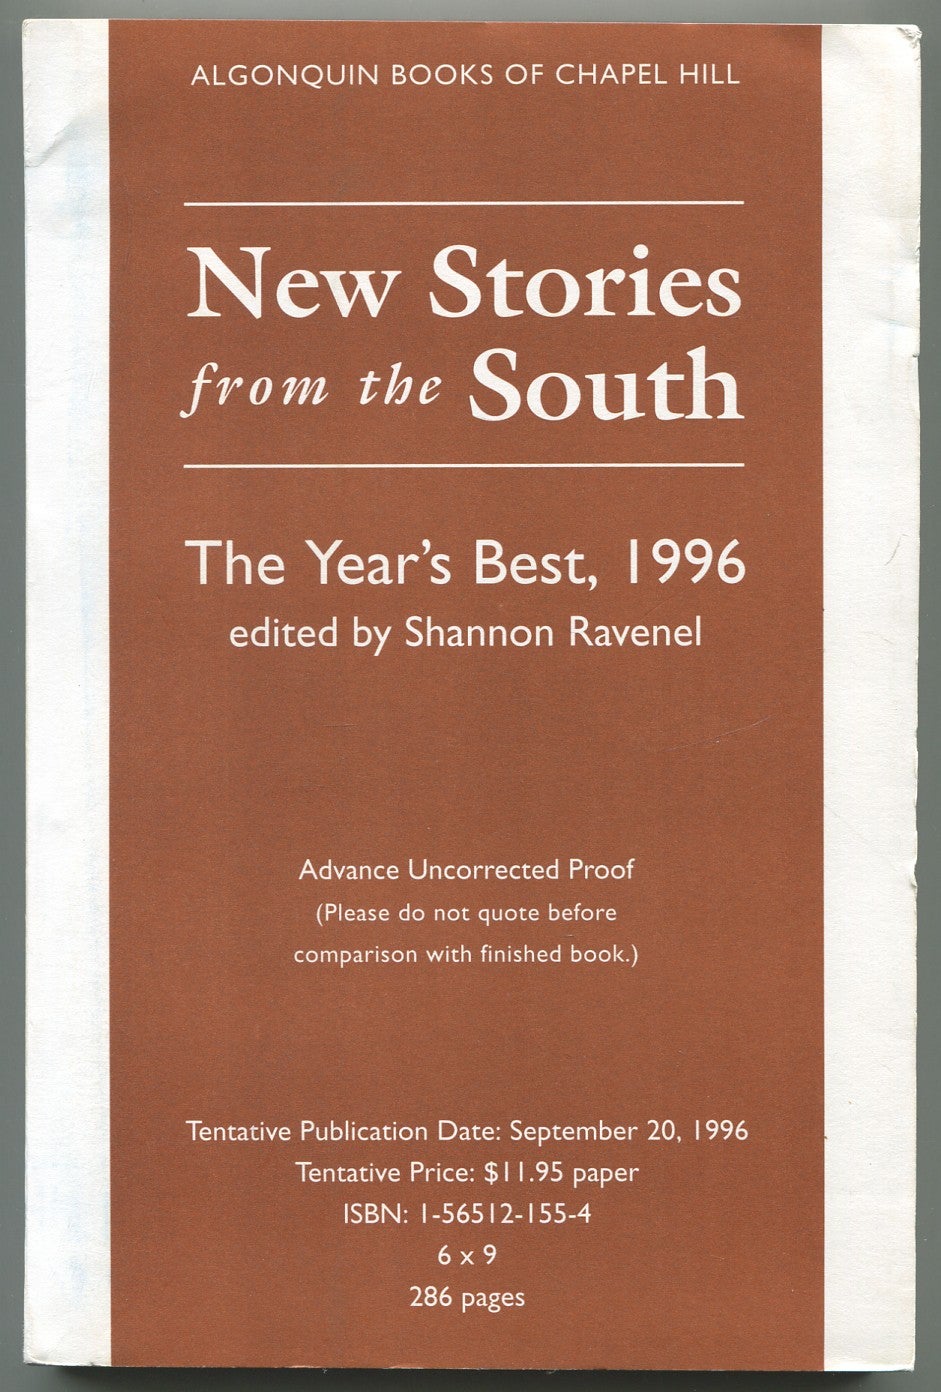 ALGONQUIN BOOKS OF CHAPEL HILL
New Stories
from the South
The Year's Best, 1996
edited by Shannon Ravenel
Advance Uncorrected Proof
(Please do not quote before
comparison with finished book.)
Tentative Publication Date: September 20, 1996
Tentative Price: $11.95 paper
ISBN: 1-56512-155-4
6 x 9
286 pages